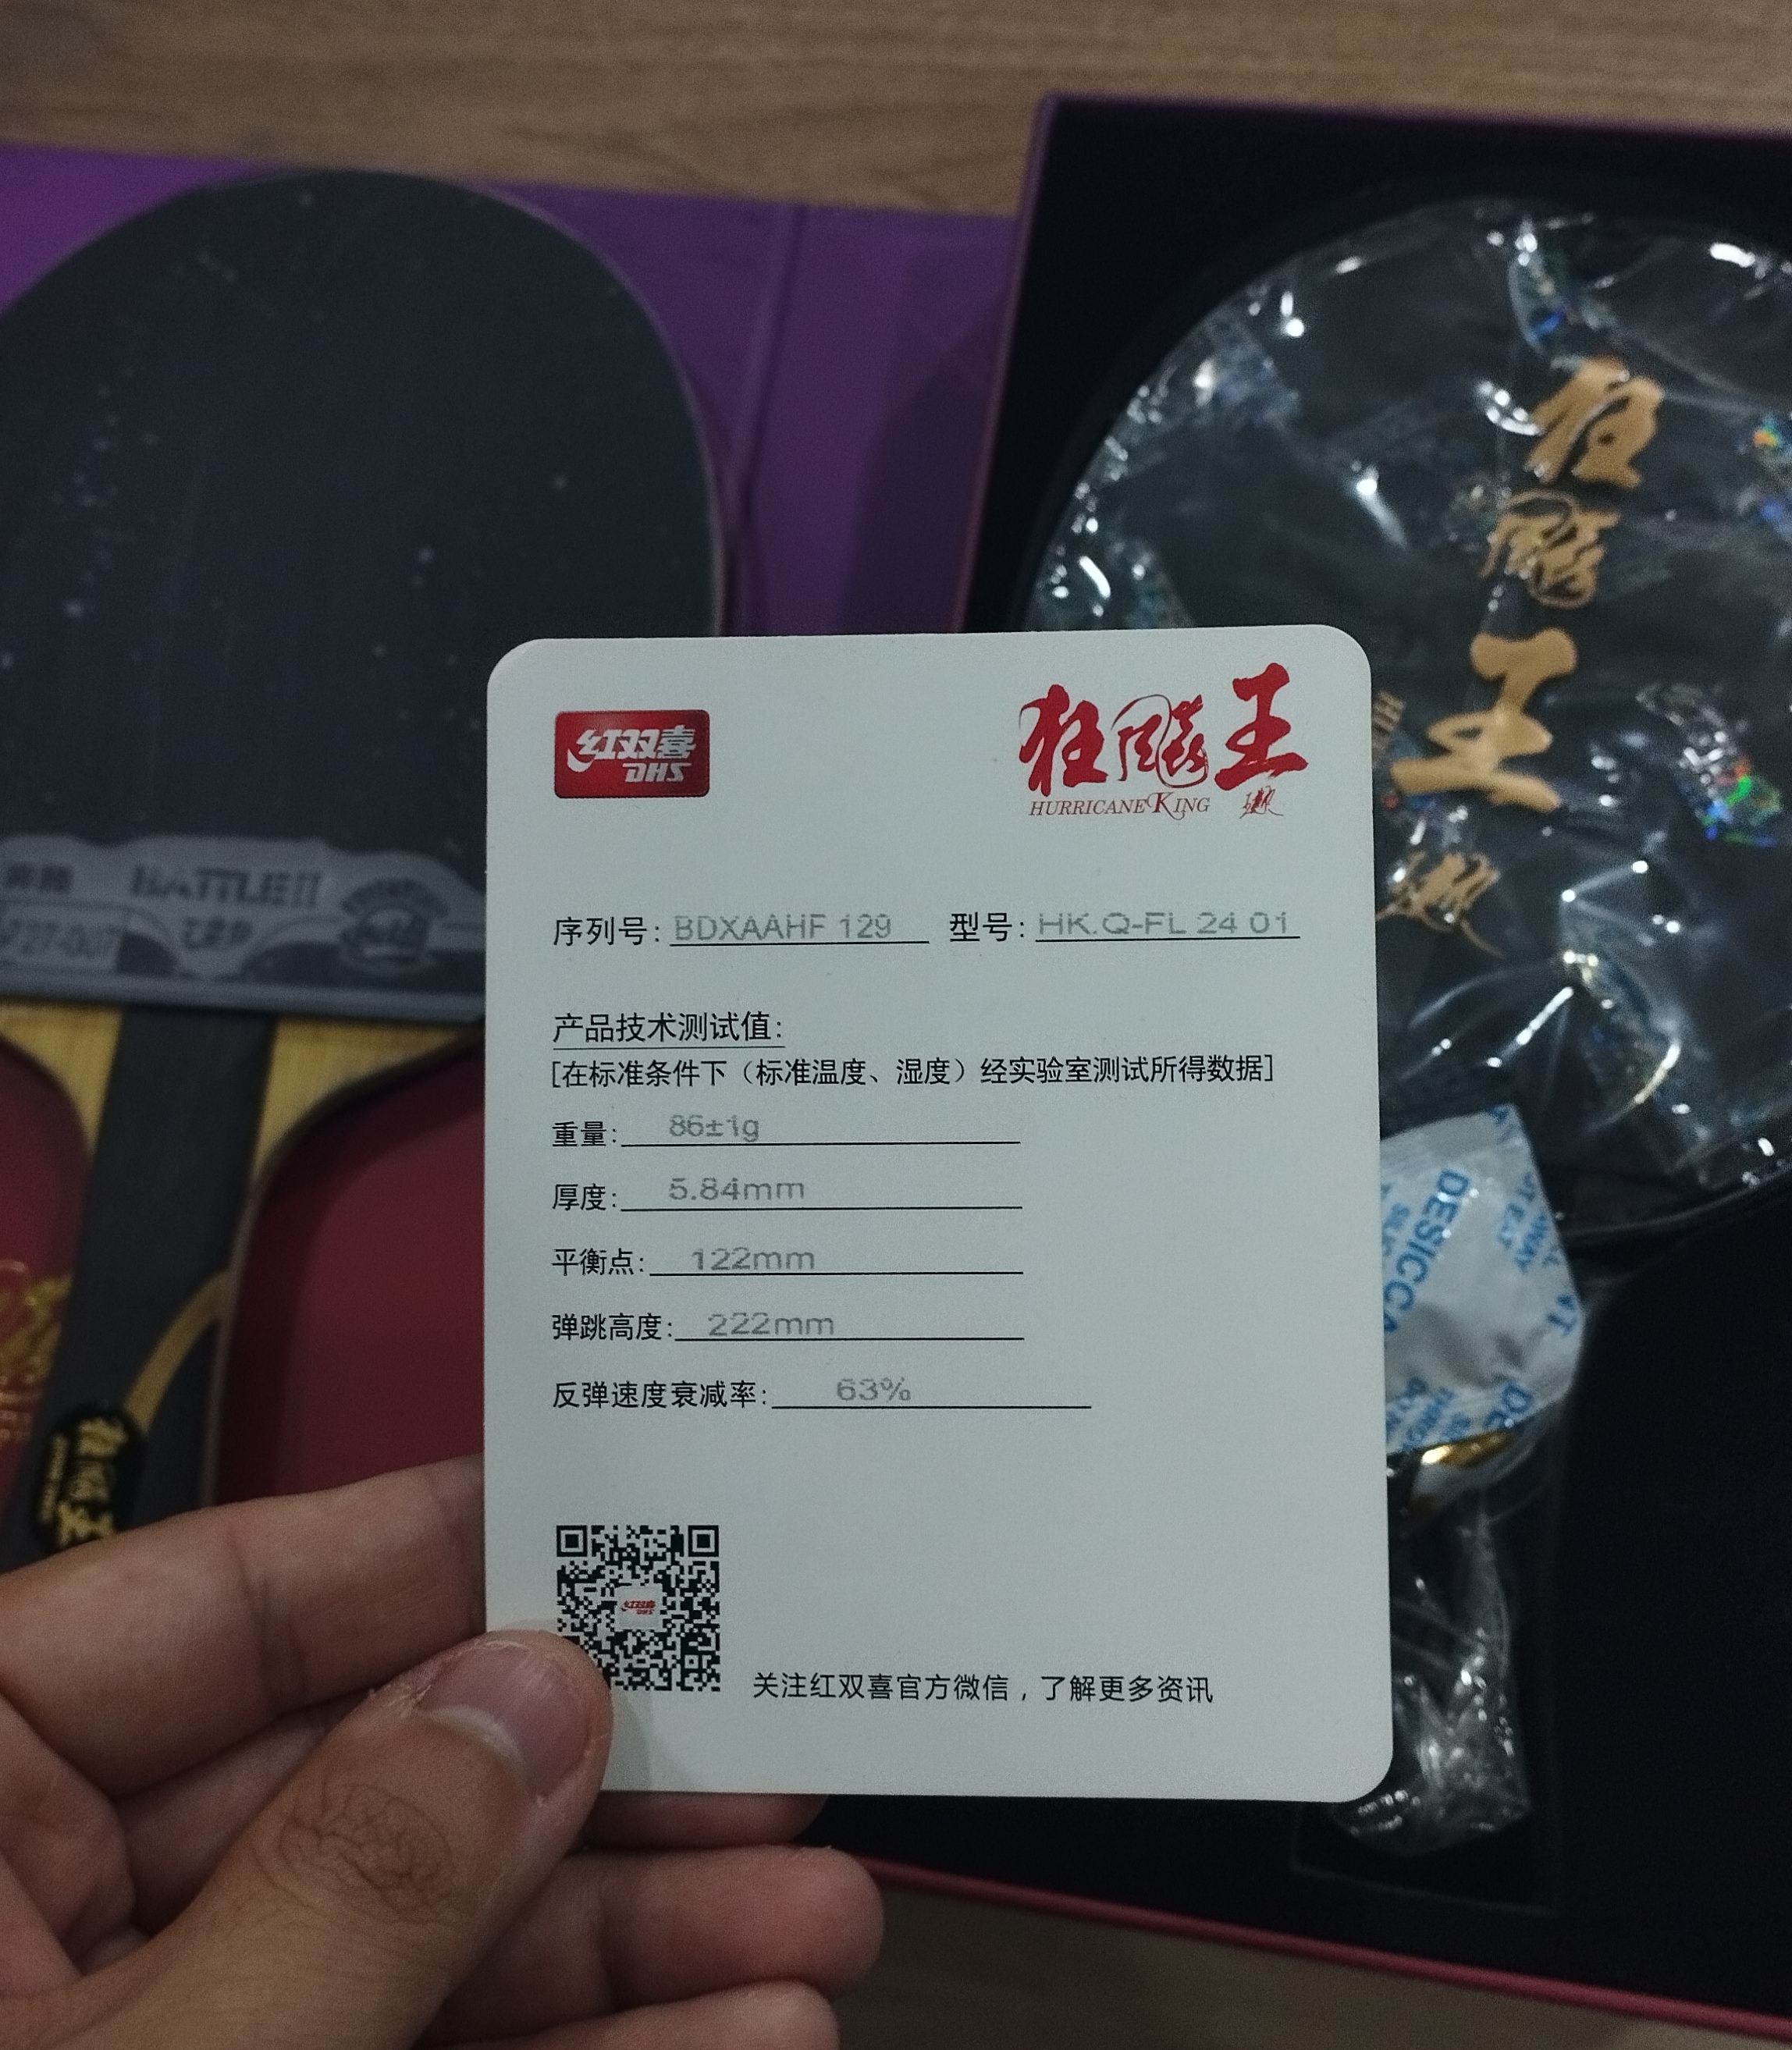 狂
飚
王
BATTLE II
729
727-007
红双喜
DHS
狂飚王
HURRICANE KING
序列号: BDXAAHF 129 型号: HK.Q-FL 24 01
产品技术测试值:
[在标准条件下（标准温度、湿度）经实验室测试所得数据]
重量: 86±1g
厚度: 5.84mm
平衡点: 122mm
弹跳高度: 222mm
反弹速度衰减率: 63%
关注红双喜官方微信，了解更多资讯
DESICCA